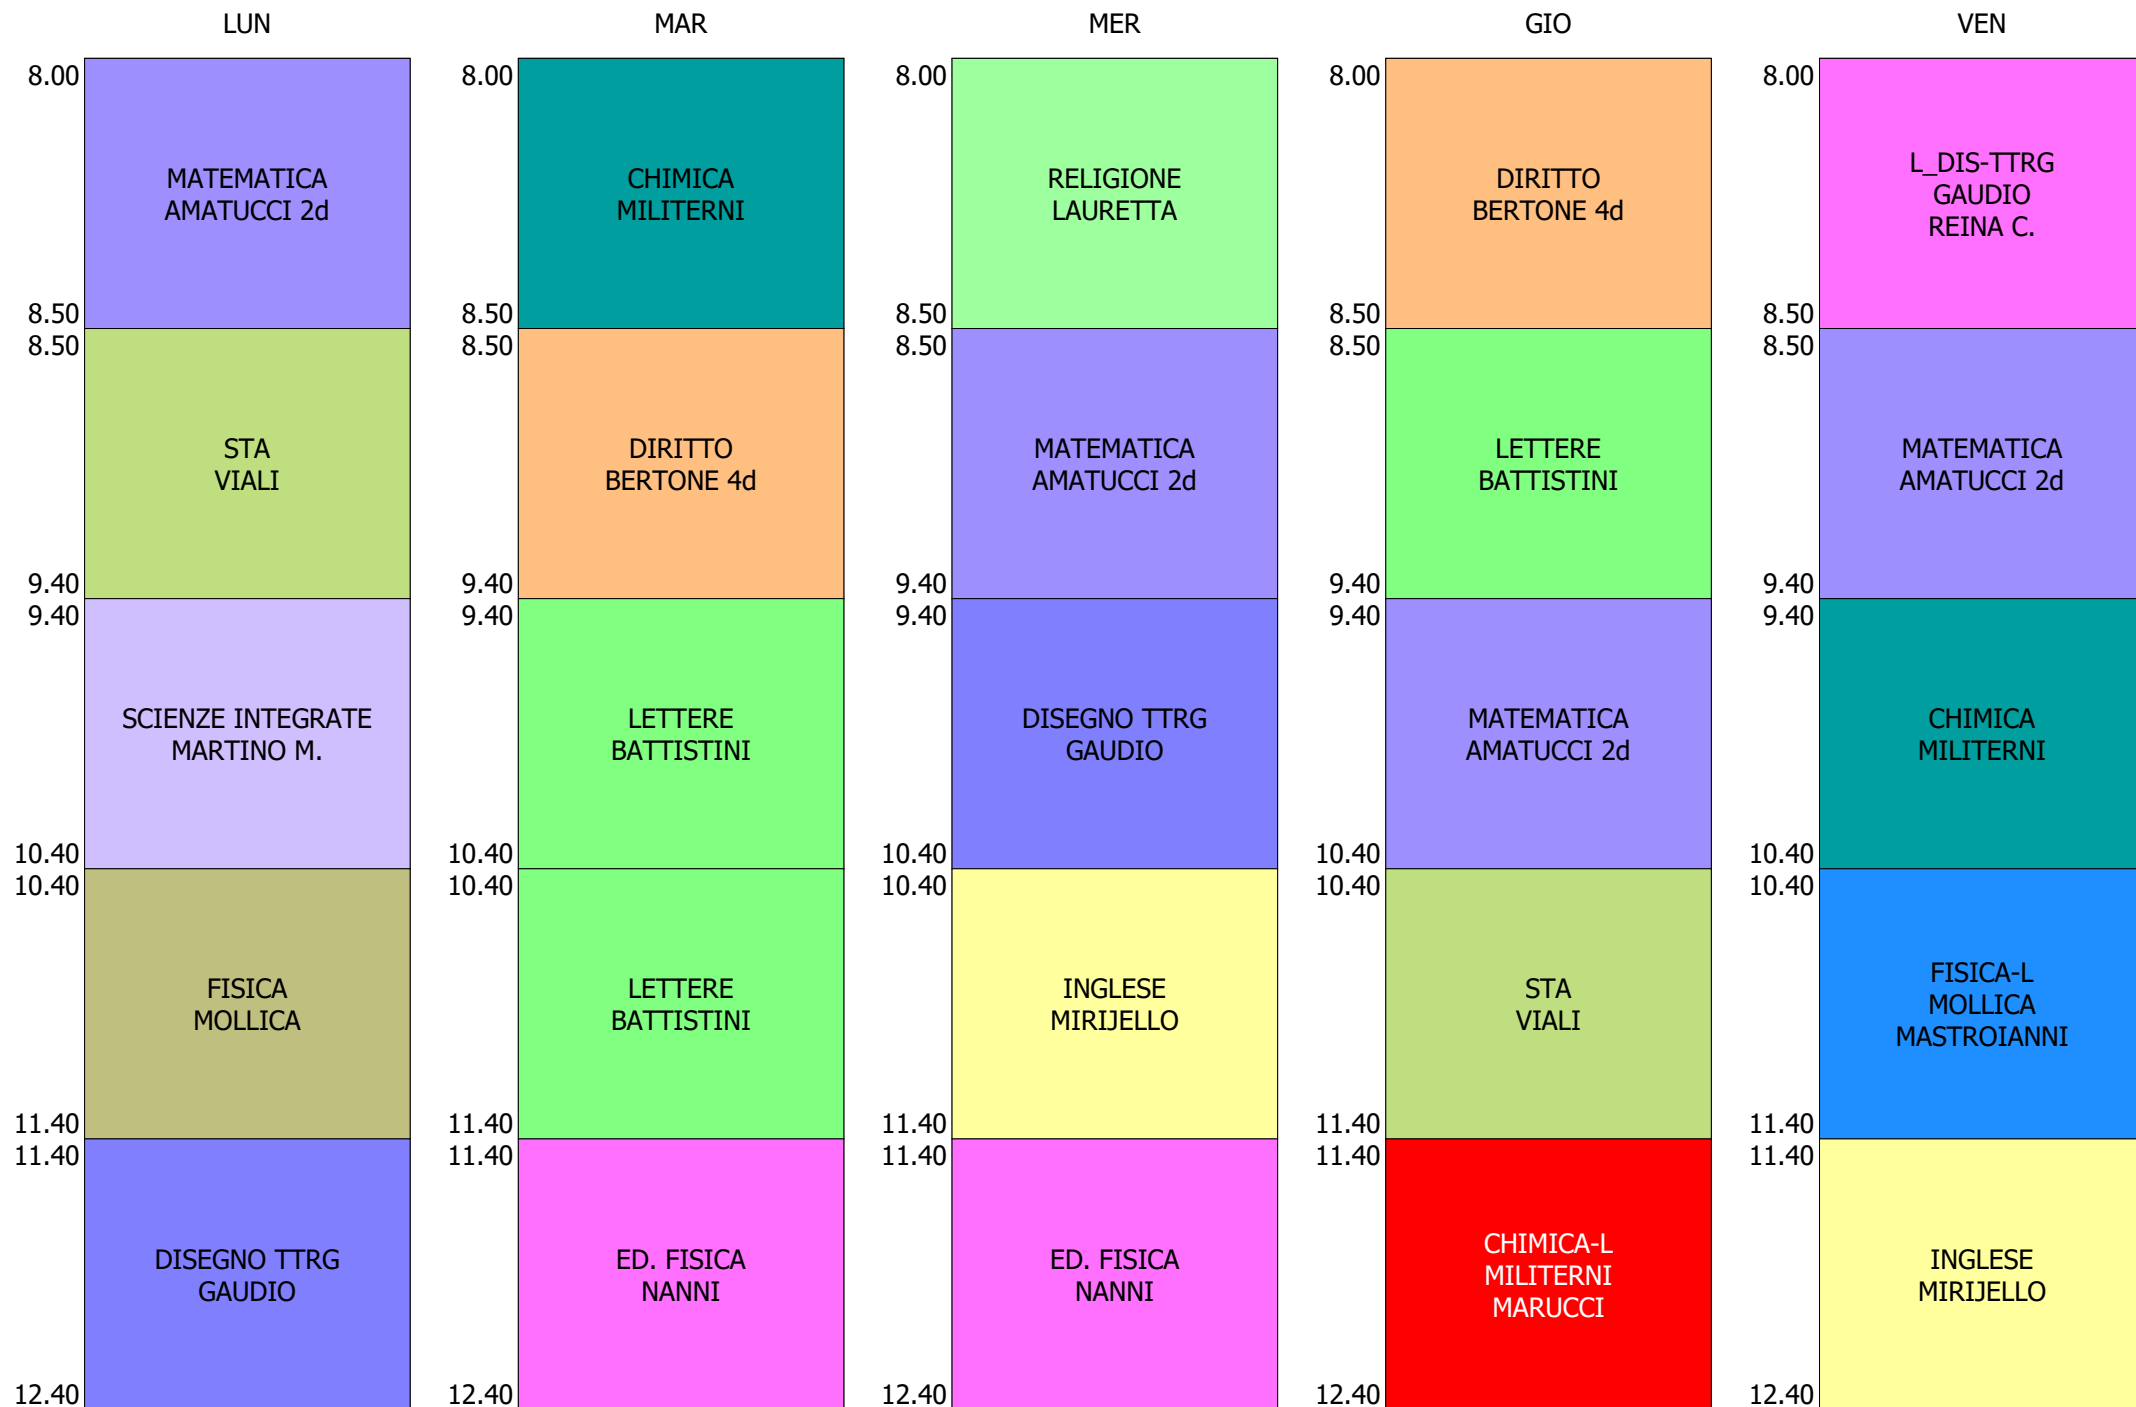 LUN MAR MER GIO VEN
8.00 8.00 8.00 8.00 8.00
MATEMATICA
AMATUCCI 2d
CHIMICA
MILITERNI
RELIGIONE
LAURETTA
DIRITTO
BERTONE 4d
L_DIS-TTRG
GAUDIO
REINA C.
8.50 8.50 8.50 8.50 8.50
8.50 8.50 8.50 8.50 8.50
STA
VIALI
DIRITTO
BERTONE 4d
MATEMATICA
AMATUCCI 2d
LETTERE
BATTISTINI
MATEMATICA
AMATUCCI 2d
9.40 9.40 9.40 9.40 9.40
9.40 9.40 9.40 9.40 9.40
SCIENZE INTEGRATE
MARTINO M.
LETTERE
BATTISTINI
DISEGNO TTRG
GAUDIO
MATEMATICA
AMATUCCI 2d
CHIMICA
MILITERNI
10.40 10.40 10.40 10.40 10.40
10.40 10.40 10.40 10.40 10.40
FISICA
MOLLICA
LETTERE
BATTISTINI
INGLESE
MIRIJELLO
STA
VIALI
FISICA-L
MOLLICA
MASTROIANNI
11.40 11.40 11.40 11.40 11.40
11.40 11.40 11.40 11.40 11.40
DISEGNO TTRG
GAUDIO
ED. FISICA
NANNI
ED. FISICA
NANNI
CHIMICA-L
MILITERNI
MARUCCI
INGLESE
MIRIJELLO
12.40 12.40 12.40 12.40 12.40